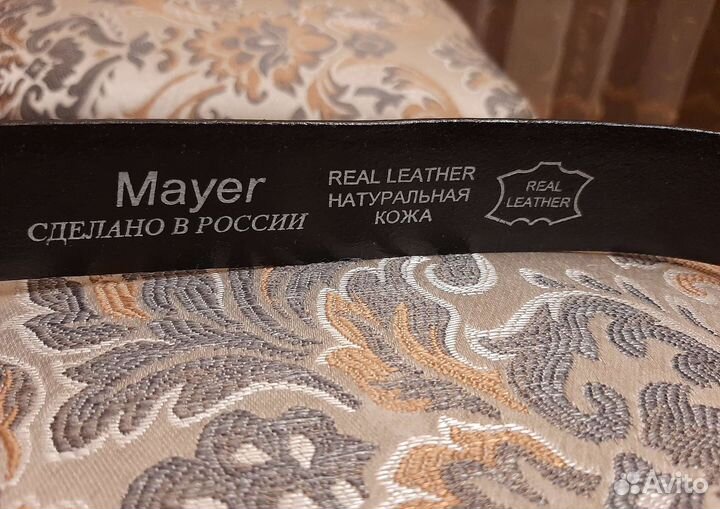 Mayer
СДЕЛАНО В РОССИИ
REAL LEATHER
НАТУРАЛЬНАЯ
КОЖА
REAL
LEATHER
Avito